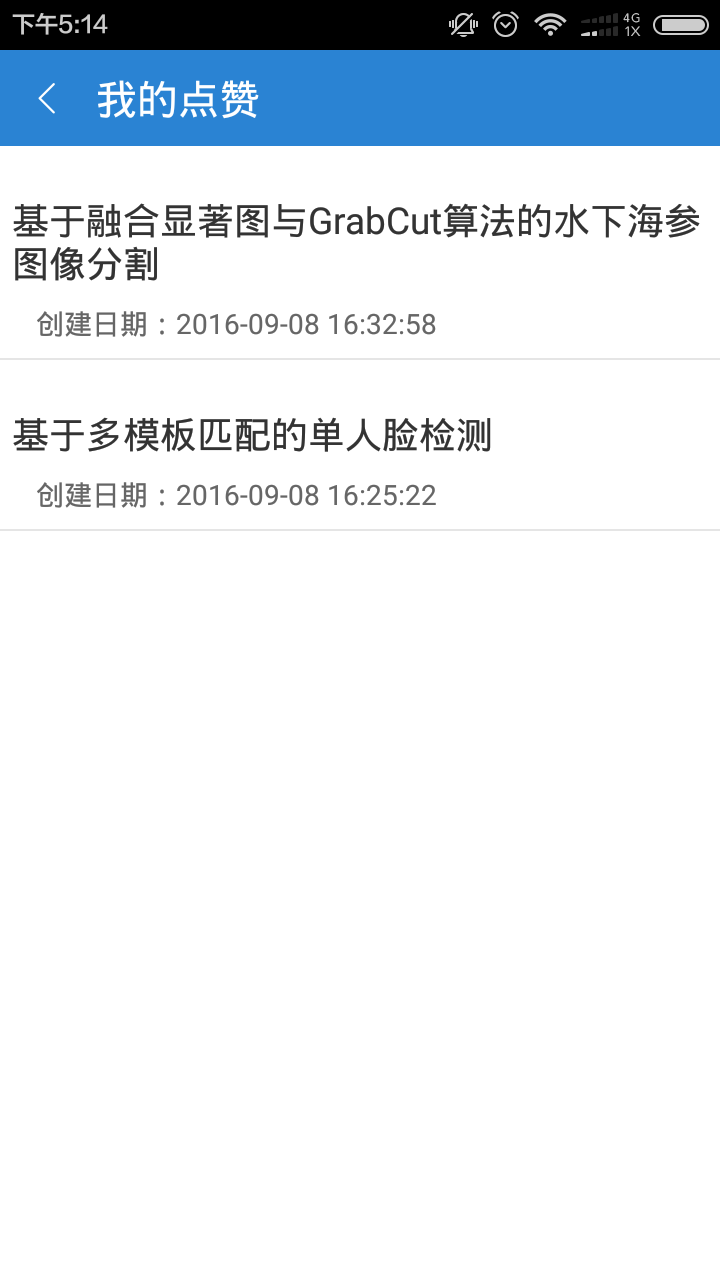 下午5:14
4G
1X
我的点赞
基于融合显著图与GrabCut算法的水下海参
图像分割
创建日期：2016-09-08 16:32:58
基于多模板匹配的单人脸检测
创建日期：2016-09-08 16:25:22